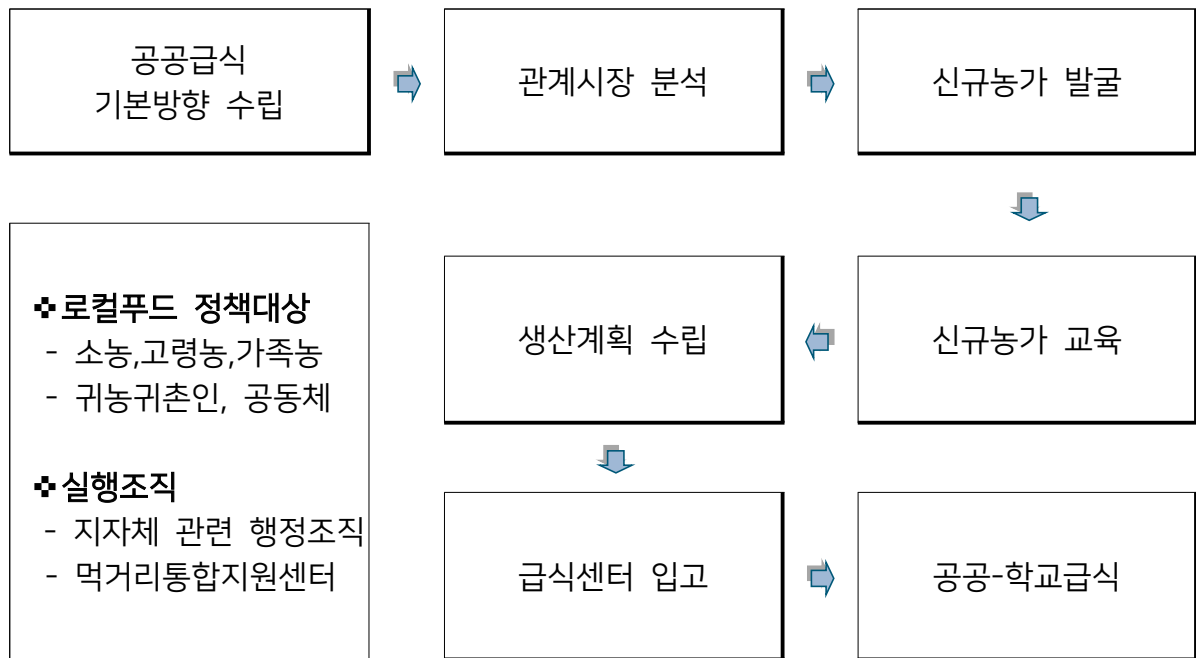 공공급식
기본방향 수립
관계시장 분석
신규농가 발굴
❖로컬푸드 정책대상
- 소농,고령농,가족농
- 귀농귀촌인, 공동체
❖실행조직
- 지자체 관련 행정조직
- 먹거리통합지원센터
신규농가 교육
생산계획 수립
급식센터 입고
공공-학교급식